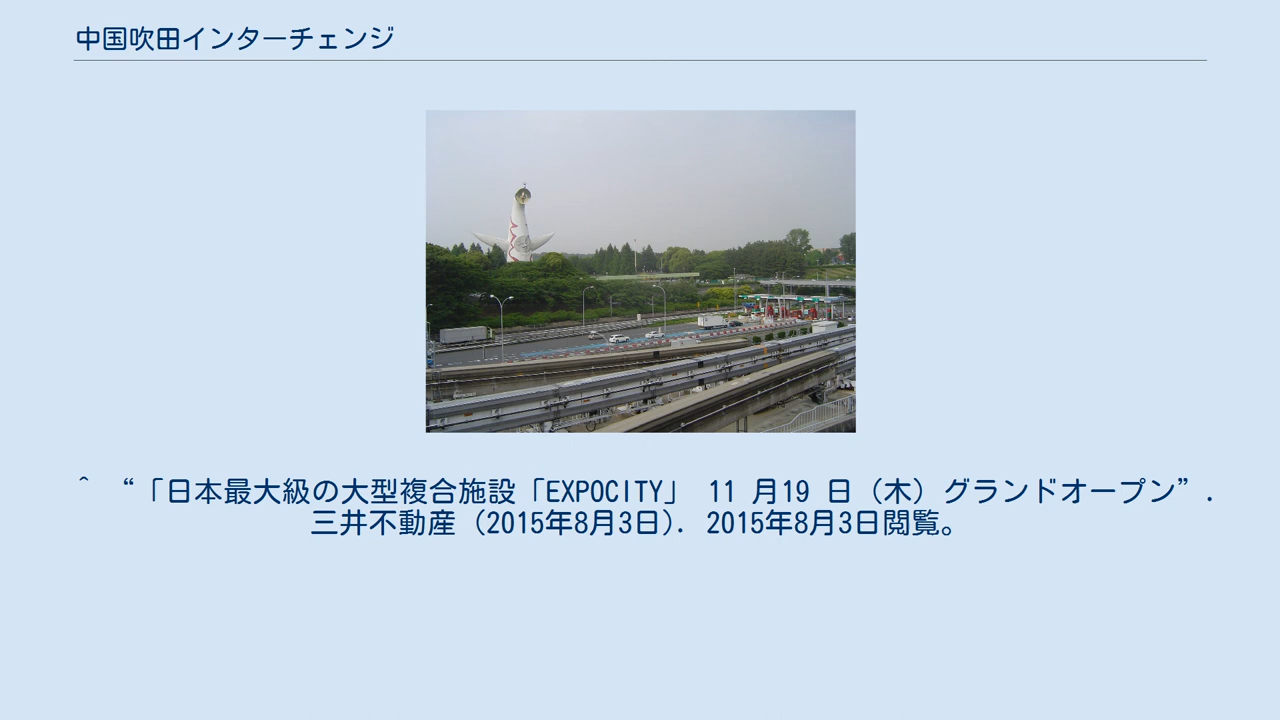 中国吹田インターチェンジ
^ “「日本最大級の大型複合施設「EXPOCITY」 11 月19 日（木）グランドオープン”.
三井不動産 (2015年8月3日). 2015年8月3日閲覧。